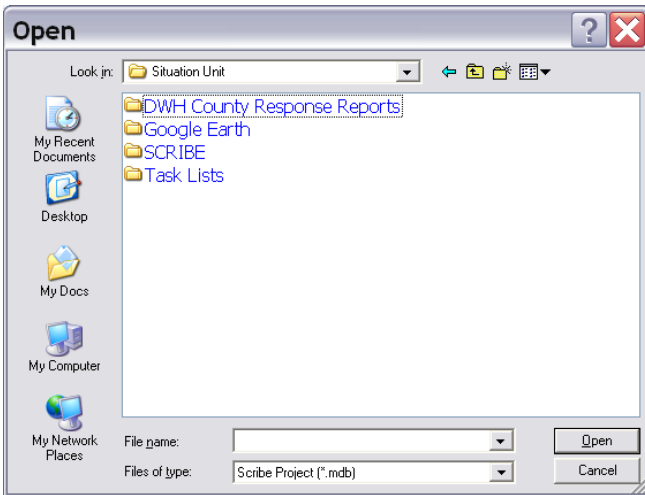 Open
Look in: Situation Unit
DWH County Response Reports
Google Earth
SCRIBE
Task Lists
My Recent
Documents
Desktop
My Docs
My Computer
My Network
Places
File name:
Open
Files of type: Scribe Project (*.mdb)
Cancel